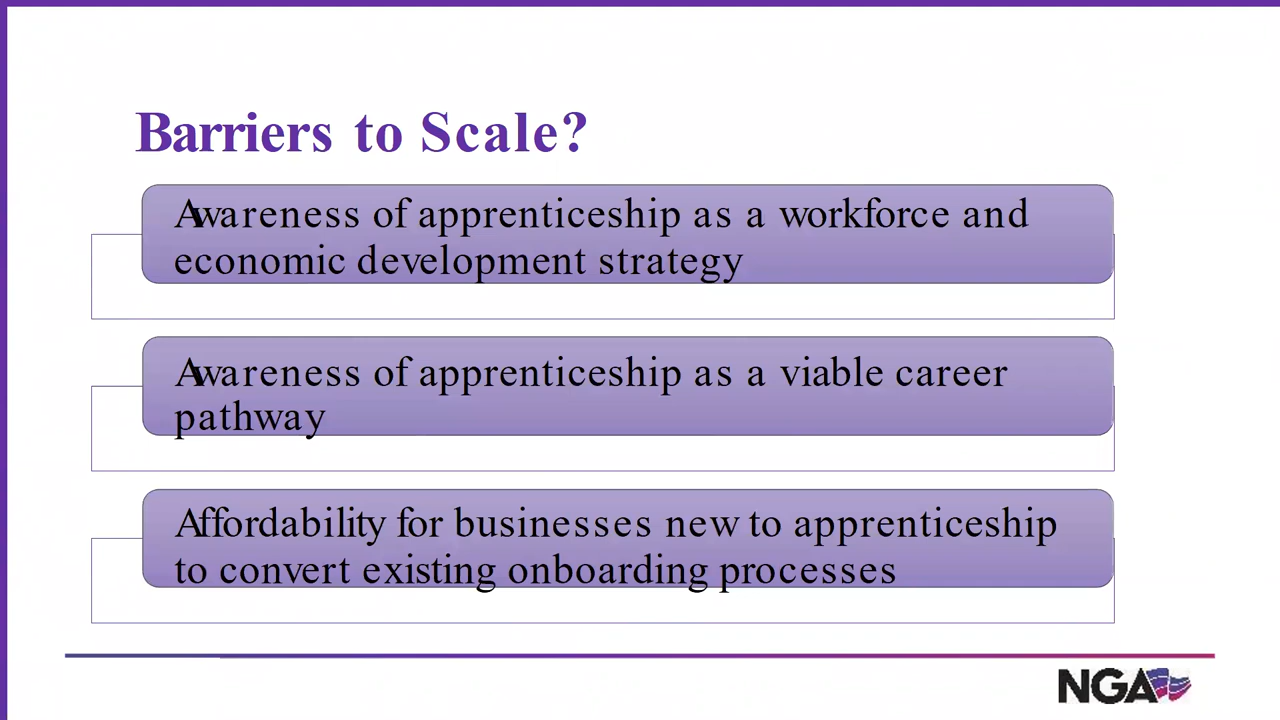 Barriers to Scale?
Awareness of apprenticeship as a workforce and
economic development strategy
Awareness of apprenticeship as a viable career
pathway
Affordability for businesses new to apprenticeship
to convert existing onboarding processes
NGA